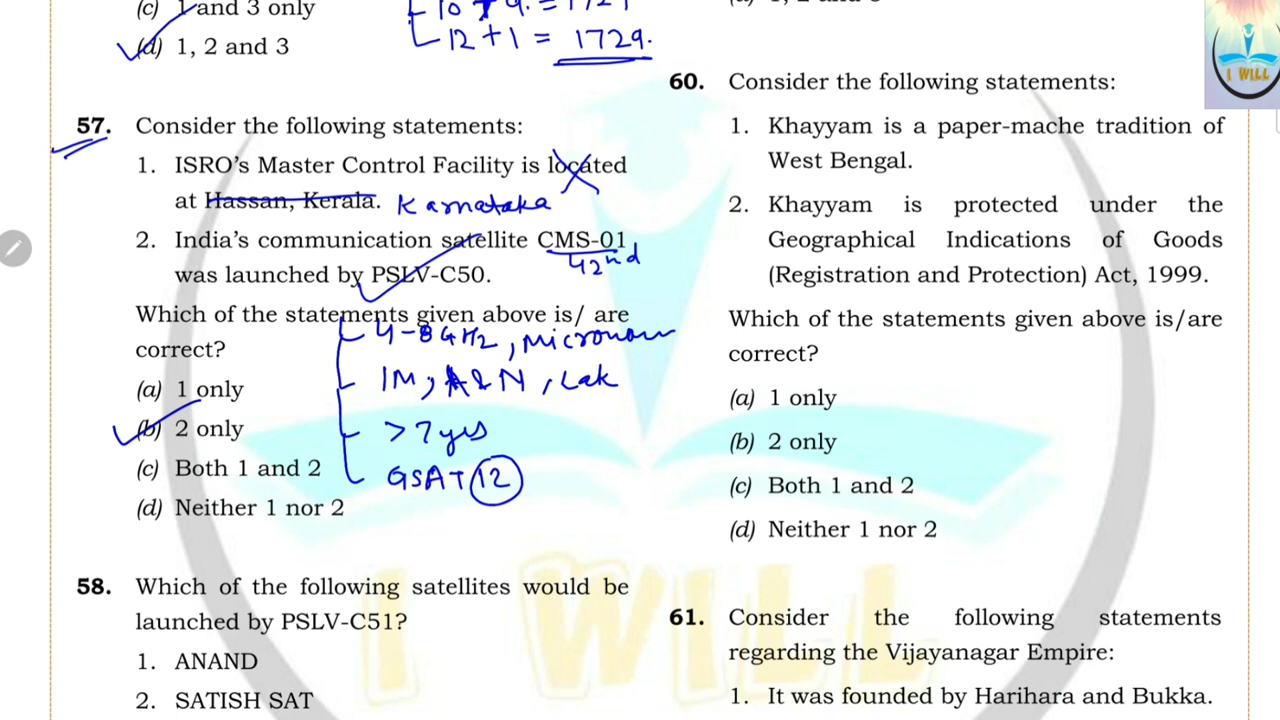 (c) 1 and 3 only
(d) 1, 2 and 3
12 + 1 = 1729.
57. Consider the following statements:
1. ISRO's Master Control Facility is located
at Hassan, Kerala. Karnataka
2. India's communication satellite CMS-01
42nd
was launched by PSLV-C50.
Which of the statements given above is/ are
correct?
4-8 GHz,
(a) 1 only
IM, A&N, Lak
(b) 2 only
> 7 yrs
(c) Both 1 and 2
GSAT 12
(d) Neither 1 nor 2
58. Which of the following satellites would be
launched by PSLV-C51?
1. ANAND
2. SATISH SAT
60. Consider the following statements:
1. Khayyam is a paper-mache tradition of
West Bengal.
2. Khayyam is protected under the
Geographical Indications of Goods
(Registration and Protection) Act, 1999.
Which of the statements given above is/are
correct?
(a) 1 only
(b) 2 only
(c) Both 1 and 2
(d) Neither 1 nor 2
61. Consider the following statements
regarding the Vijayanagar Empire:
1. It was founded by Harihara and Bukka.
I WILL
I WILL